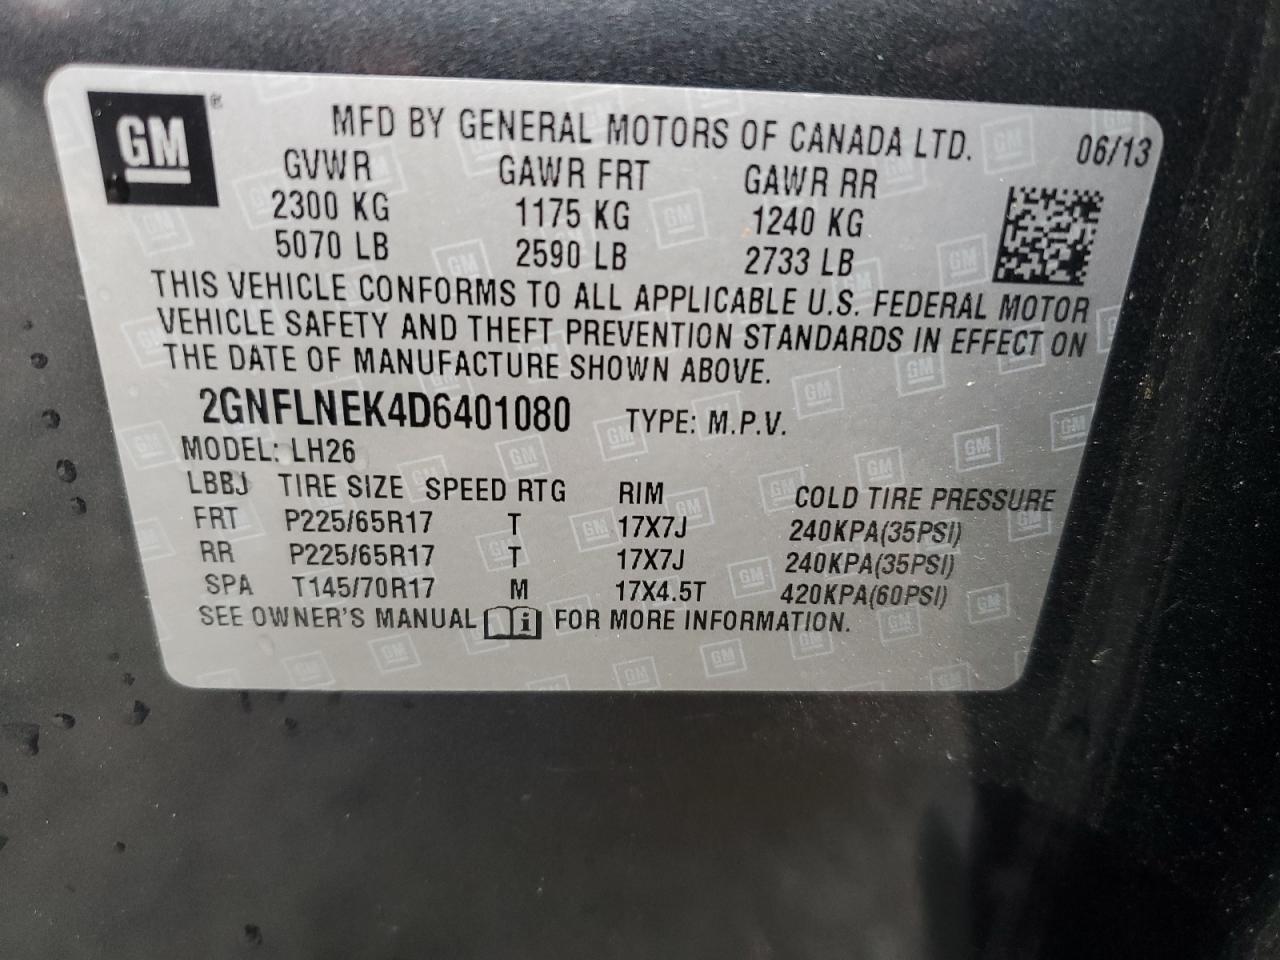 GM ®
MFD BY GENERAL MOTORS OF CANADA LTD. 06/13
GVWR GAWR FRT GAWR RR
2300 KG 1175 KG 1240 KG
5070 LB 2590 LB 2733 LB
THIS VEHICLE CONFORMS TO ALL APPLICABLE U.S. FEDERAL MOTOR
VEHICLE SAFETY AND THEFT PREVENTION STANDARDS IN EFFECT ON
THE DATE OF MANUFACTURE SHOWN ABOVE.
2GNFLNEK4D6401080 TYPE: M.P.V.
MODEL: LH26
LBBJ TIRE SIZE SPEED RTG RIM COLD TIRE PRESSURE
FRT P225/65R17 T 17X7J 240KPA(35PSI)
RR P225/65R17 T 17X7J 240KPA(35PSI)
SPA T145/70R17 M 17X4.5T 420KPA(60PSI)
SEE OWNER'S MANUAL i FOR MORE INFORMATION.